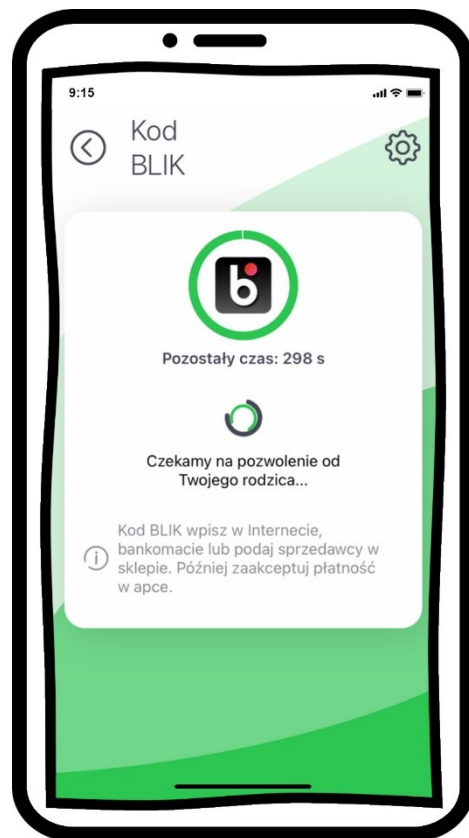 9:15
Kod
BLIK
b
Pozostały czas: 298 s
Czekamy na pozwolenie od
Twojego rodzica...
Kod BLIK wpisz w Internecie,
bankomacie lub podaj sprzedawcy w
sklepie. Później zaakceptuj płatność
w apce.